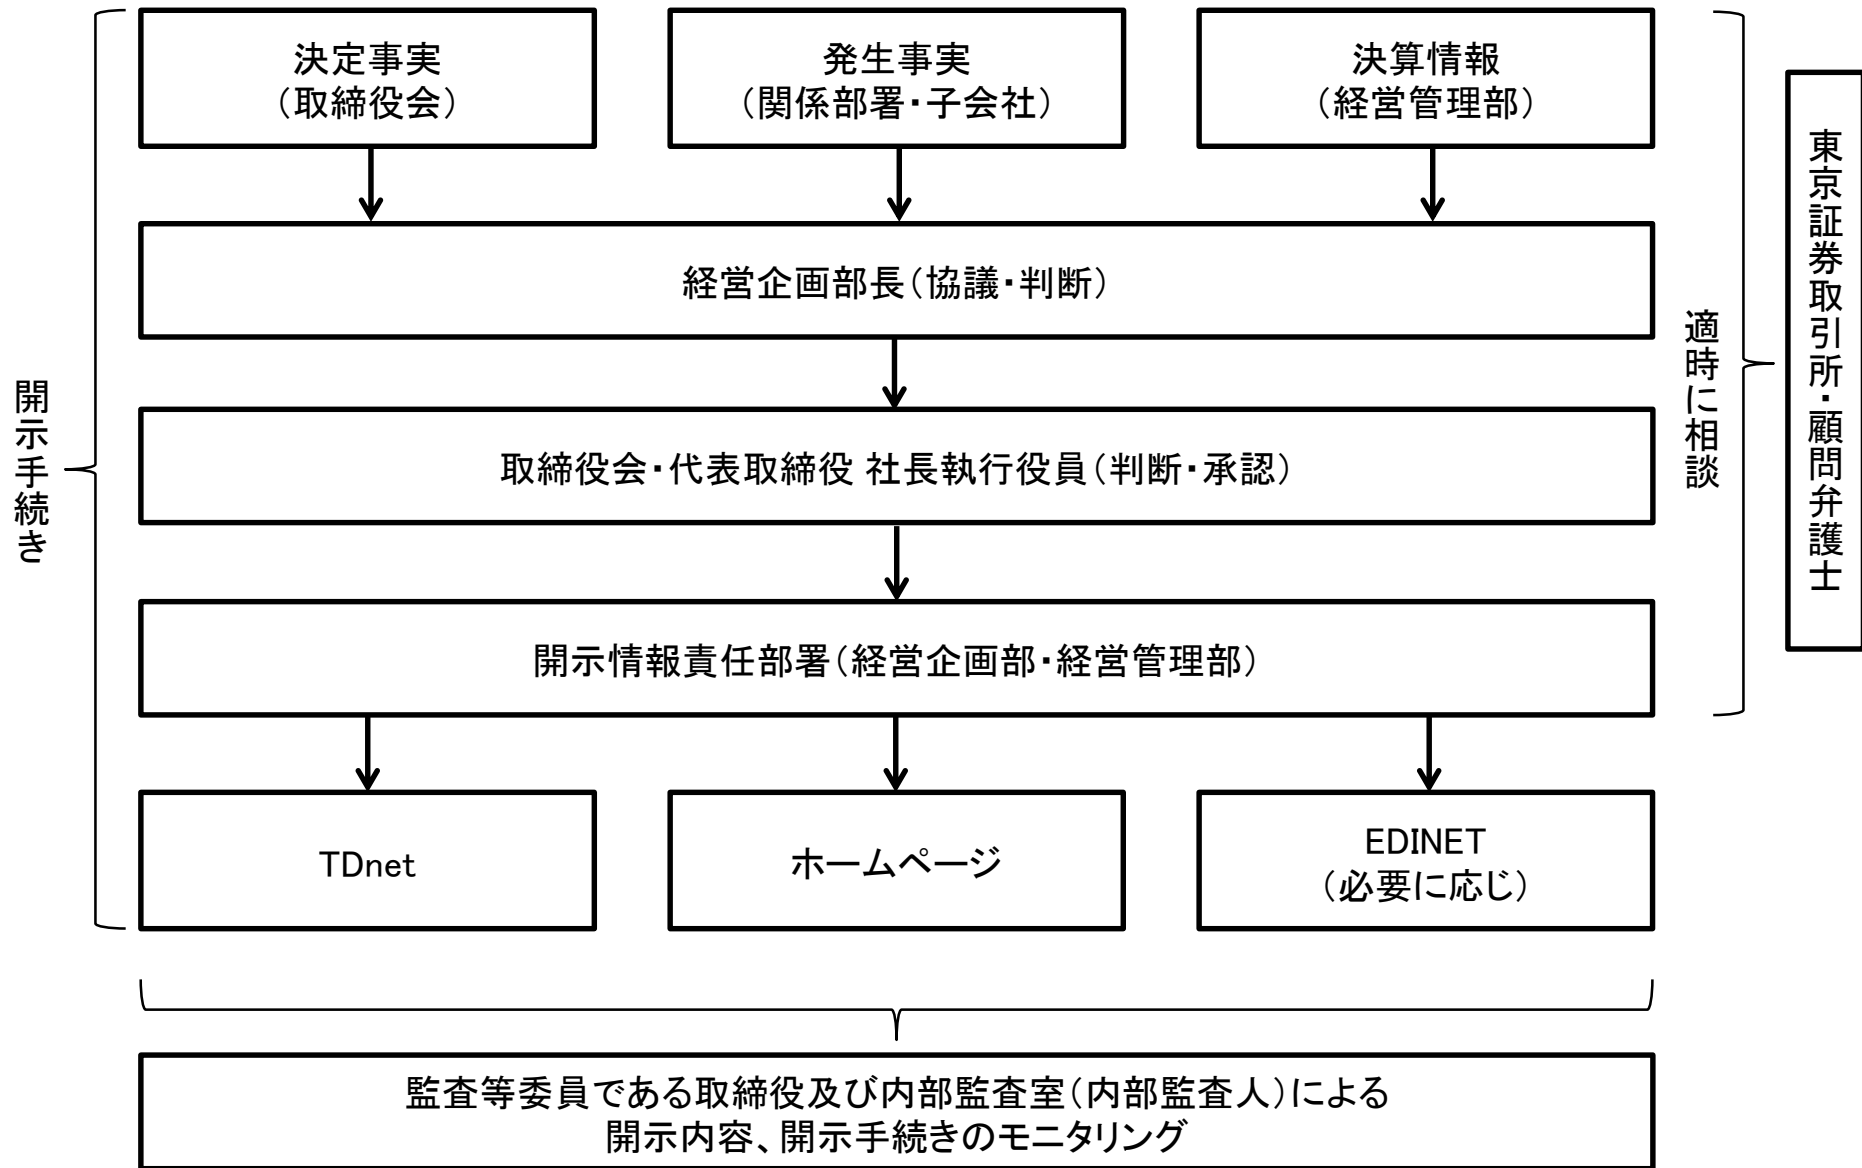 決定事実
（取締役会）
発生事実
（関係部署・子会社）
決算情報
（経営管理部）
経営企画部長（協議・判断）
取締役会・代表取締役 社長執行役員（判断・承認）
開示情報責任部署（経営企画部・経営管理部）
TDnet
ホームページ
EDINET
（必要に応じ）
開示手続き
適時に相談
東京証券取引所・顧問弁護士
監査等委員である取締役及び内部監査室（内部監査人）による
開示内容、開示手続きのモニタリング